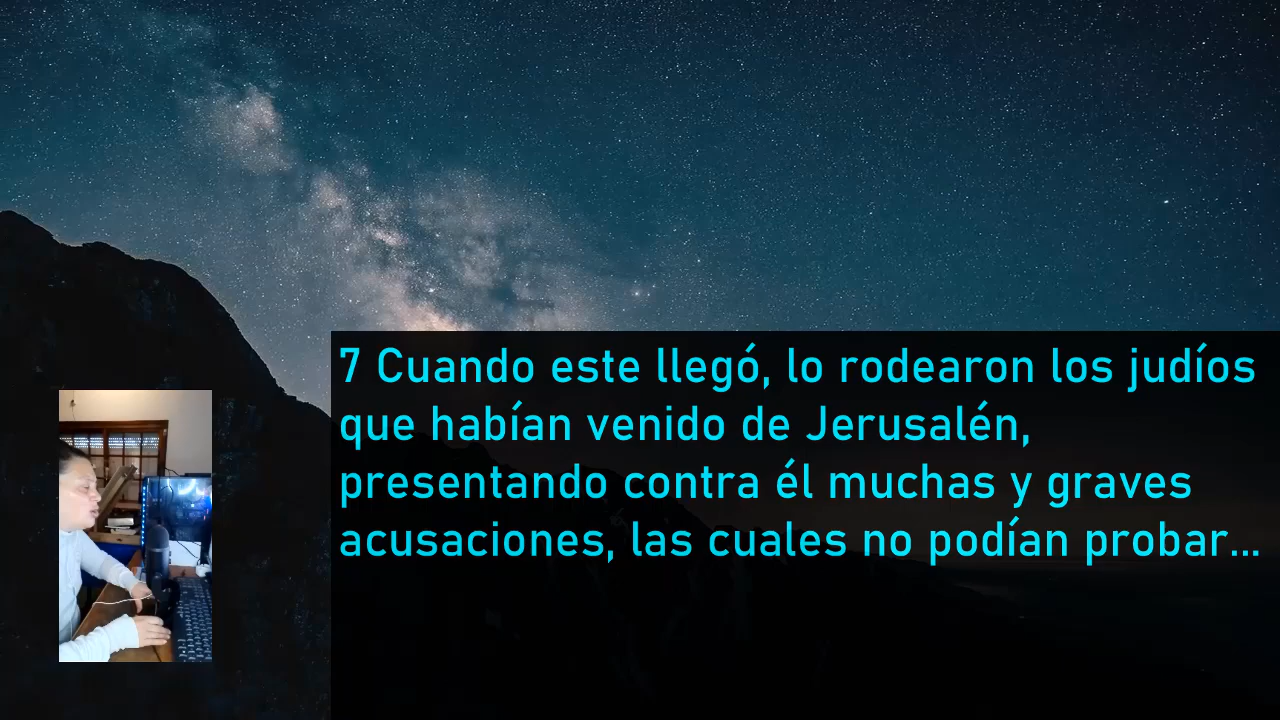 7 Cuando este llegó, lo rodearon los judíos
que habían venido de Jerusalén,
presentando contra él muchas y graves
acusaciones, las cuales no podían probar...